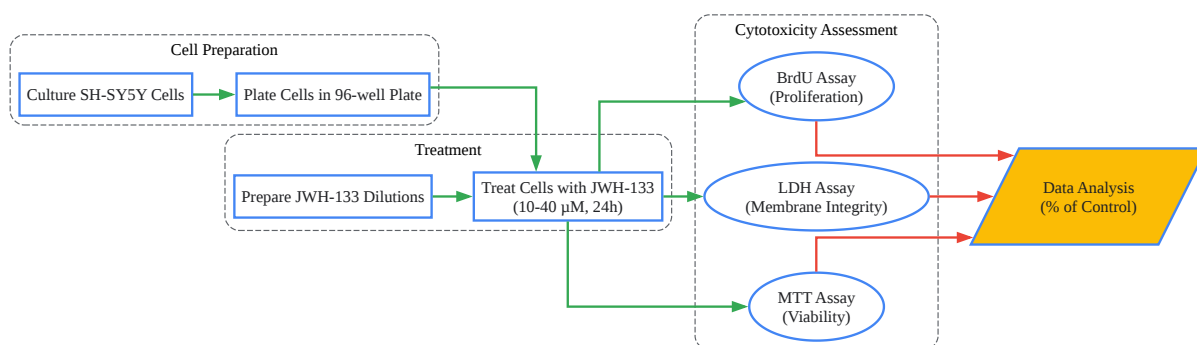 Cell Preparation
Culture SH-SY5Y Cells
Plate Cells in 96-well Plate
Treatment
Prepare JWH-133 Dilutions
Treat Cells with JWH-133
(10-40 µM, 24h)
Cytotoxicity Assessment
BrdU Assay
(Proliferation)
LDH Assay
(Membrane Integrity)
MTT Assay
(Viability)
Data Analysis
(% of Control)